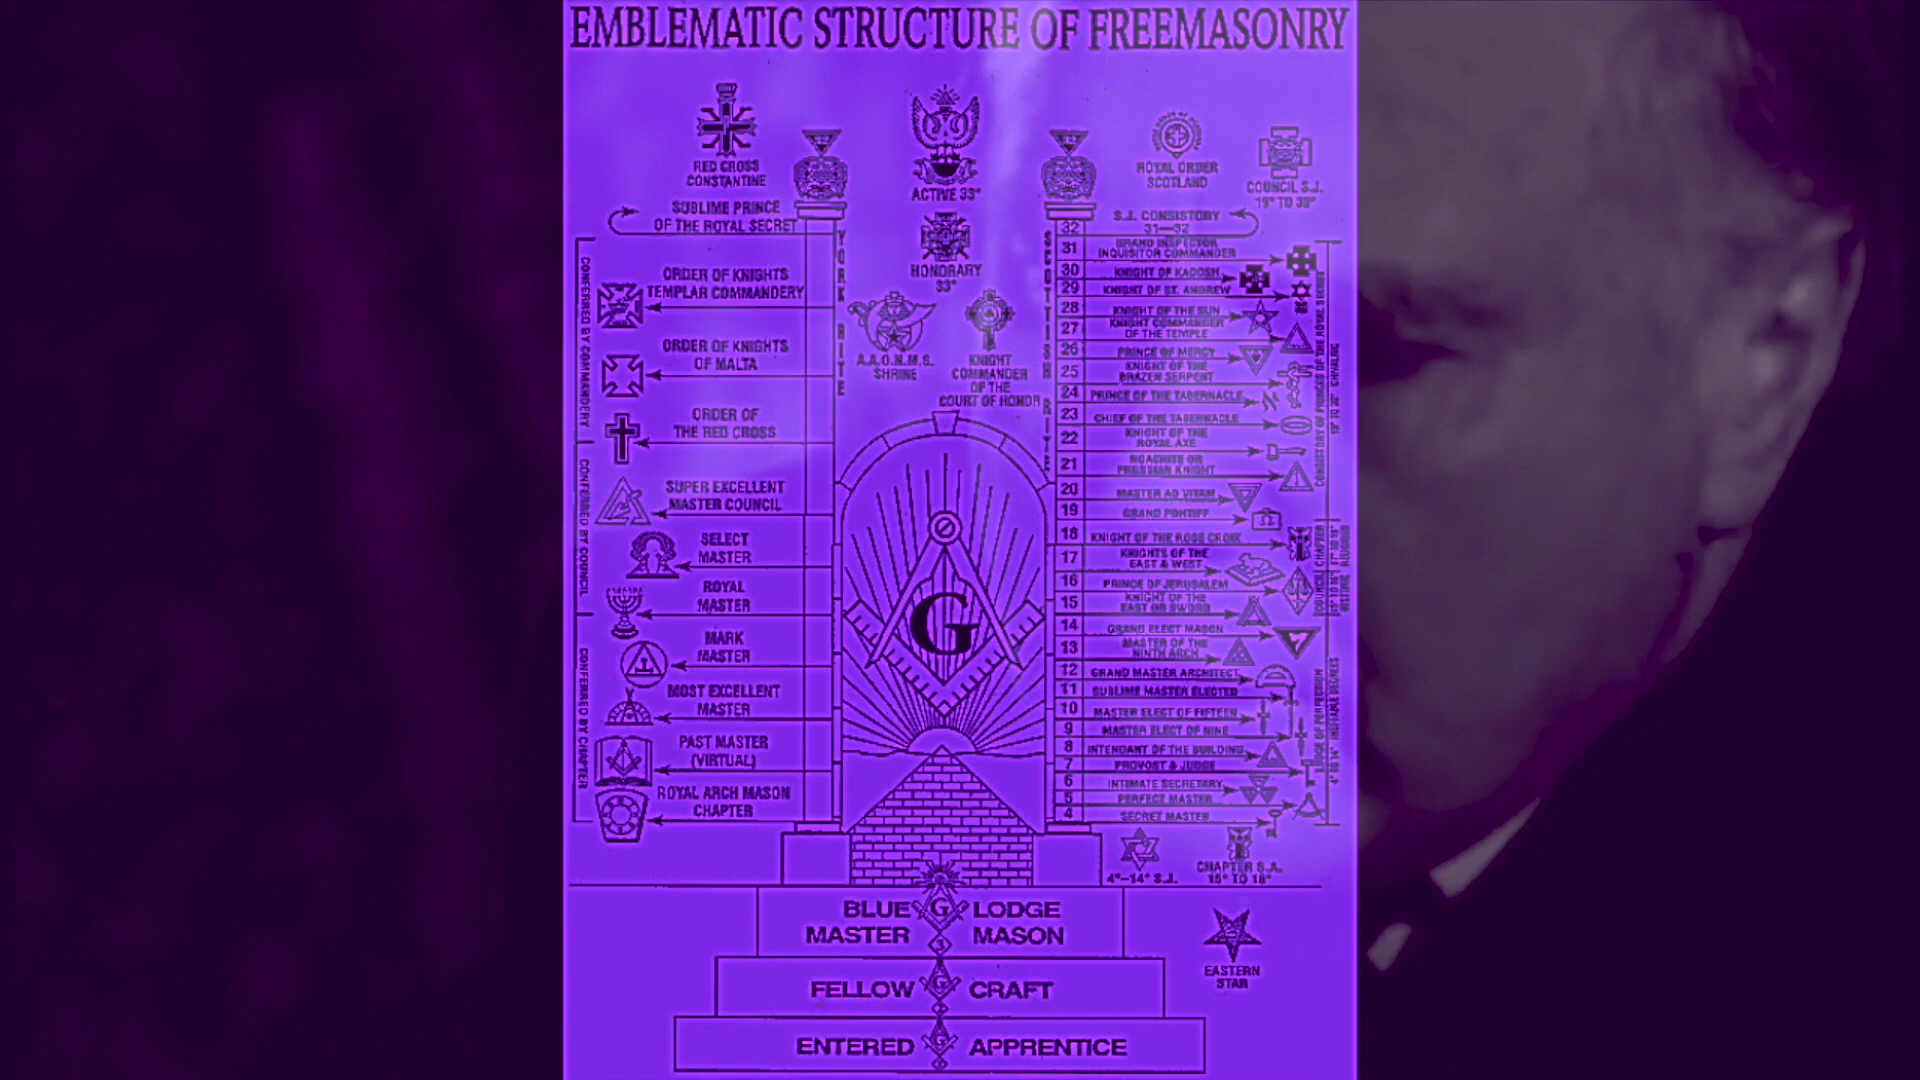 EMBLEMATIC STRUCTURE OF FREEMASONRY
RED CROSS
CONSTANTINE
ACTIVE 33°
ROYAL ORDER
SCOTLAND
COUNCIL S.J.
19° TO 30°
SUBLIME PRINCE
OF THE ROYAL SECRET
HONORARY
33°
A.A.O.N.M.S.
SHRINE
KNIGHT
COMMANDER
OF THE
COURT OF HONOR
YORK RITE
SCOTTISH RITE
CONFERRED BY COMMANDERY
ORDER OF KNIGHTS
TEMPLAR COMMANDERY
ORDER OF KNIGHTS
OF MALTA
ORDER OF
THE RED CROSS
CONFERRED BY COUNCIL
SUPER EXCELLENT
MASTER COUNCIL
SELECT
MASTER
ROYAL
MASTER
CONFERRED BY CHAPTER
MARK
MASTER
MOST EXCELLENT
MASTER
PAST MASTER
(VIRTUAL)
ROYAL ARCH MASON
CHAPTER
G
S.J. CONSISTORY
32 31—32
31 GRAND INSPECTOR
INQUISITOR COMMANDER
30 KNIGHT OF KADOSH
29 KNIGHT OF ST. ANDREW
28 KNIGHT OF THE SUN
27 KNIGHT COMMANDER
OF THE TEMPLE
26 PRINCE OF MERCY
25 KNIGHT OF THE
BRAZEN SERPENT
24 PRINCE OF THE TABERNACLE
23 CHIEF OF THE TABERNACLE
22 KNIGHT OF THE
ROYAL AXE
21 NOACHITE OR
PRUSSIAN KNIGHT
20 MASTER AD VITAM
19 GRAND PONTIFF
18 KNIGHT OF THE ROSE CROIX
17 KNIGHTS OF THE
EAST & WEST
16 PRINCE OF JERUSALEM
15 KNIGHT OF THE
EAST OR SWORD
14 GRAND ELECT MASON
13 MASTER OF THE
NINTH ARCH
12 GRAND MASTER ARCHITECT
11 SUBLIME MASTER ELECTED
10 MASTER ELECT OF FIFTEEN
9 MASTER ELECT OF NINE
8 INTENDANT OF THE BUILDING
7 PROVOST & JUDGE
6 INTIMATE SECRETARY
5 PERFECT MASTER
4 SECRET MASTER
4°—14° S.J.
CHAPTER S.A.
15° TO 18°
BLUE G LODGE
MASTER 3 MASON
FELLOW G CRAFT
ENTERED G APPRENTICE
EASTERN
STAR